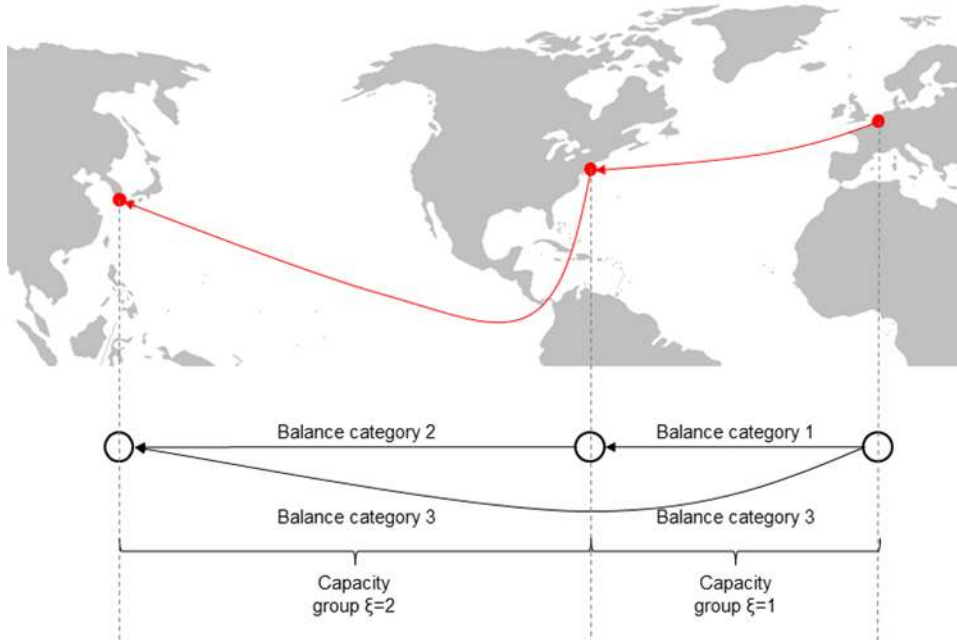 Balance category 2
Balance category 1
Balance category 3
Balance category 3
Capacity
group ξ=2
Capacity
group ξ=1